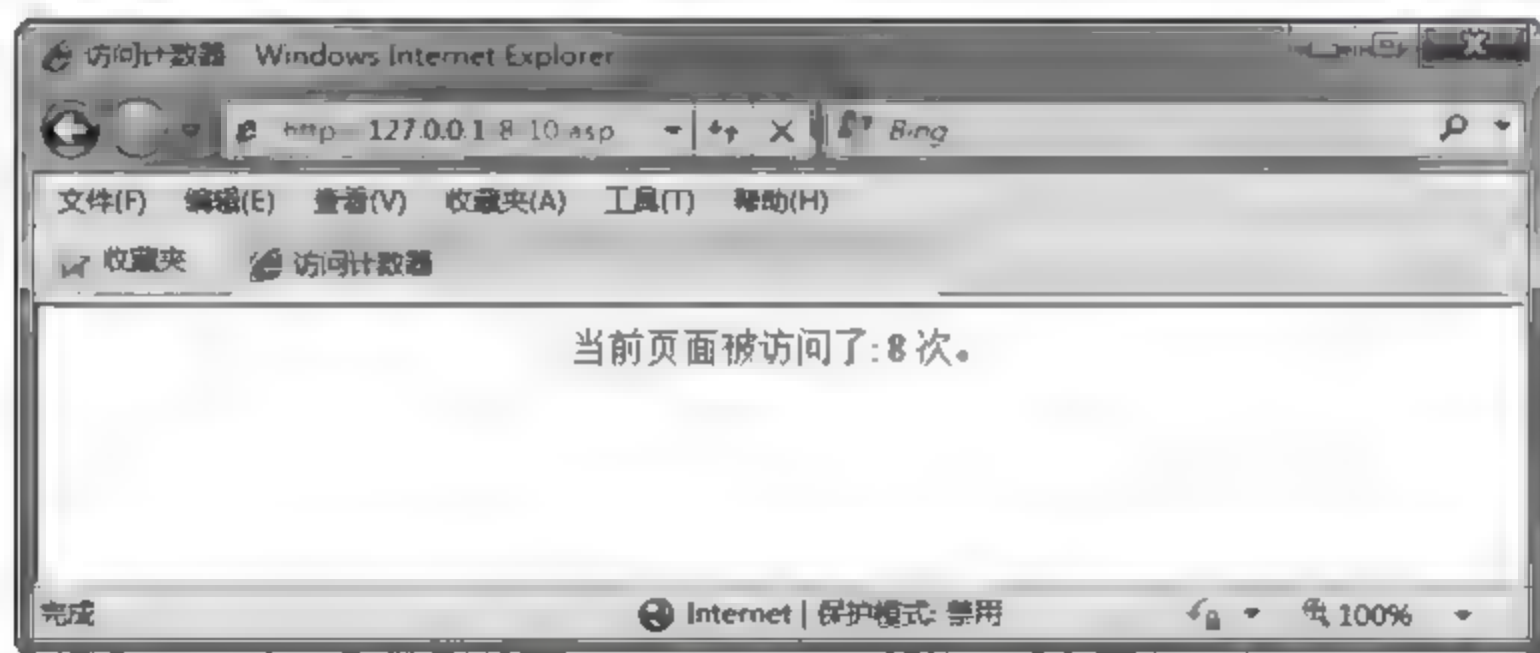 访问计数器 Windows Internet Explorer
http 127.0.0.1 8-10 asp Bing
文件(F) 编辑(E) 查看(V) 收藏夹(A) 工具(T) 帮助(H)
收藏夹 访问计数器
当前页面被访问了:8次。
完成 Internet | 保护模式: 禁用 100%